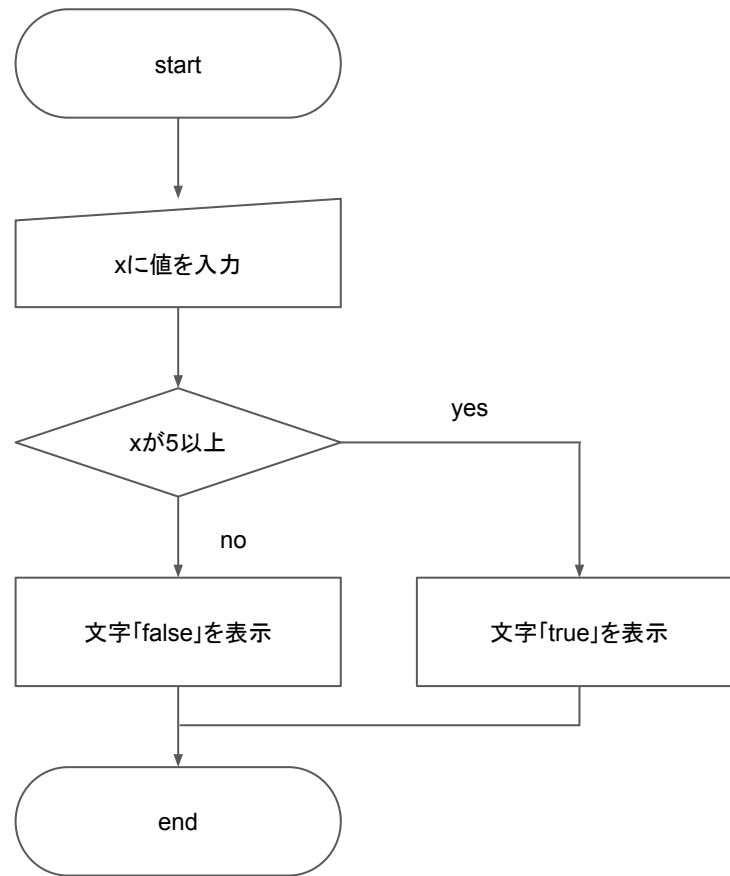 start
xに値を入力
xが5以上
yes
no
文字｢false｣を表示
文字｢true｣を表示
end